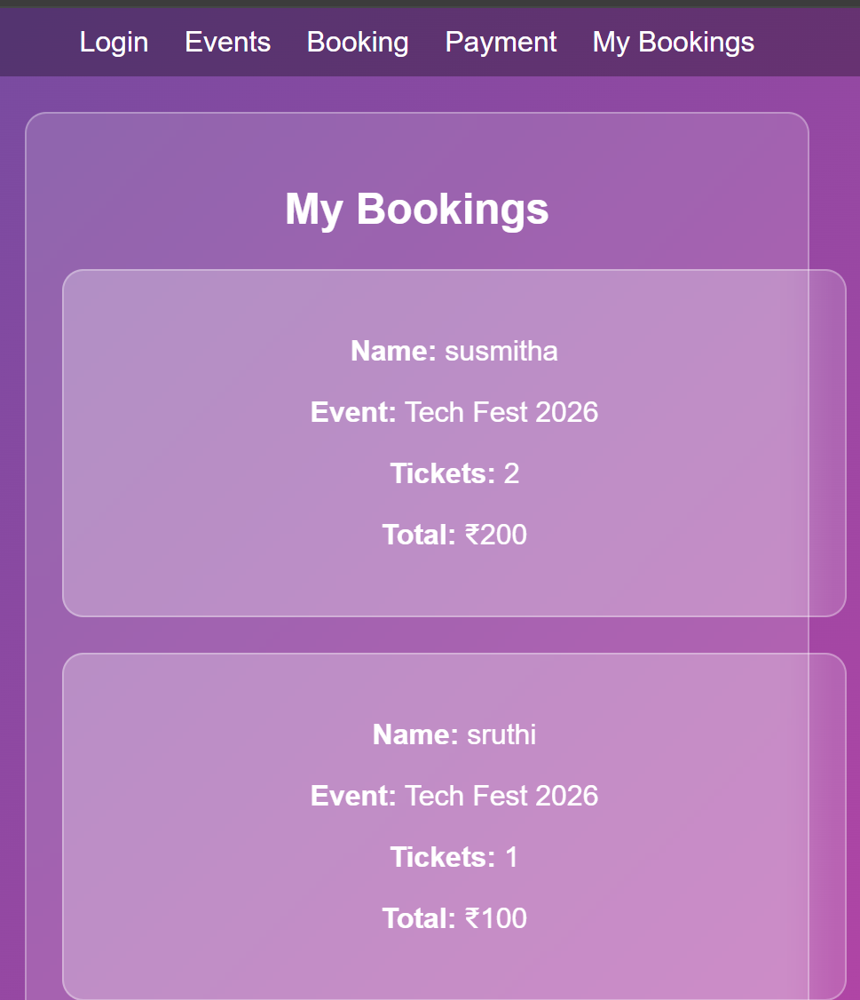 Login Events Booking Payment My Bookings
My Bookings
Name: susmitha
Event: Tech Fest 2026
Tickets: 2
Total: ₹200
Name: sruthi
Event: Tech Fest 2026
Tickets: 1
Total: ₹100